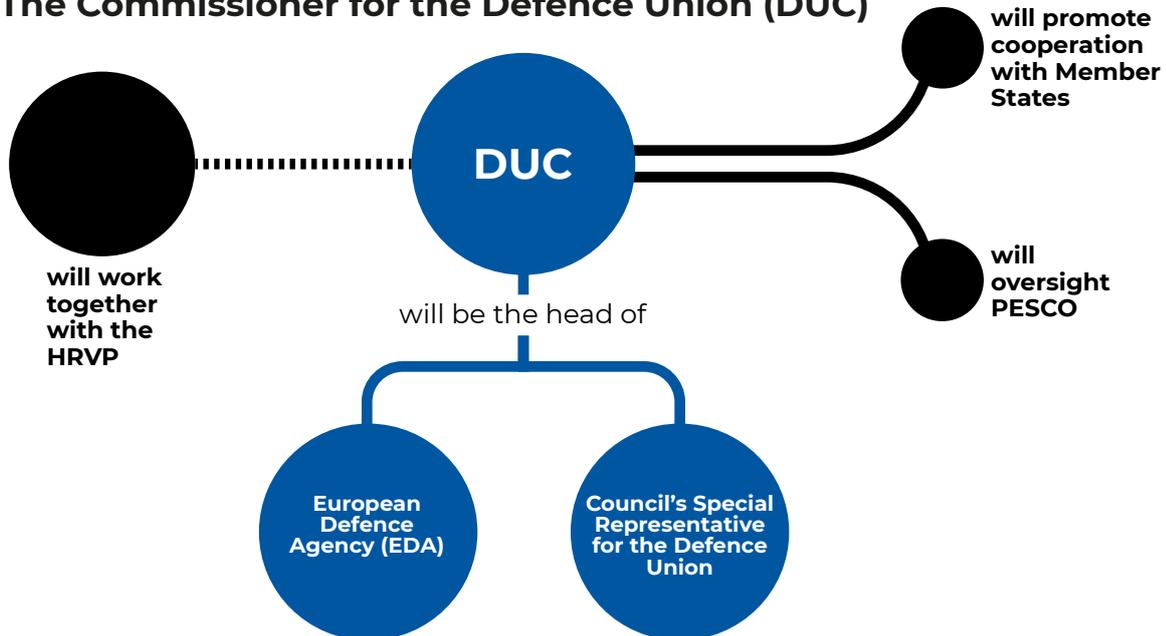 The Commissioner for the Defence Union (DUC)
will promote
cooperation
with Member
States
DUC
will work
together
with the
HRVP
will
oversight
PESCO
will be the head of
European
Defence
Agency (EDA)
Council’s Special
Representative
for the Defence
Union